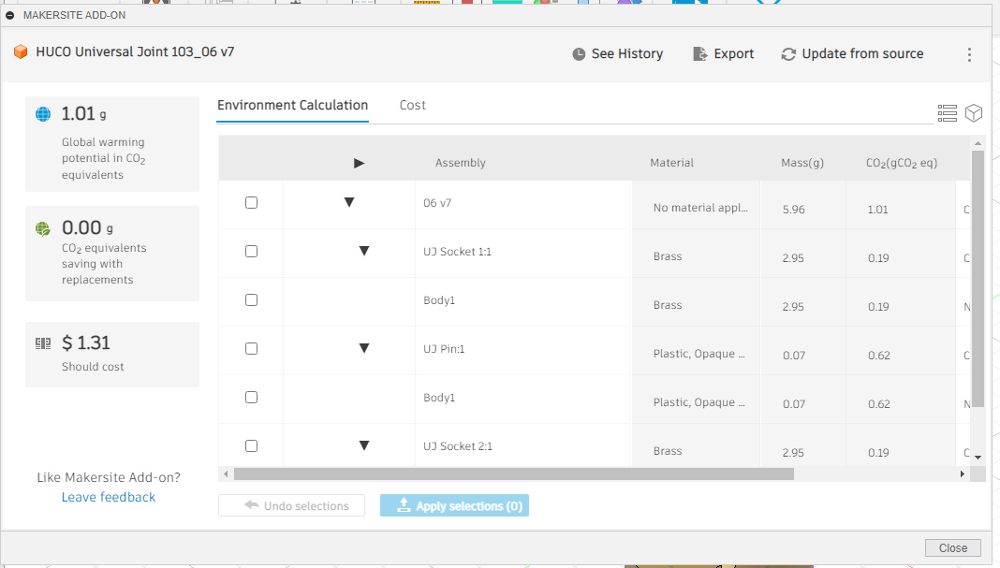 MAKERSITE ADD-ON
HUCO Universal Joint 103_06 v7
See History
Export
Update from source
1.01 g
Global warming
potential in CO2
equivalents
0.00 g
CO2 equivalents
saving with
replacements
$ 1.31
Should cost
Like Makersite Add-on?
Leave feedback
Environment Calculation
Cost
Assembly Material Mass(g) CO2(gCO2 eq)
06 v7 No material appl... 5.96 1.01 C
UJ Socket 1:1 Brass 2.95 0.19 C
Body1 Brass 2.95 0.19 N
UJ Pin:1 Plastic, Opaque ... 0.07 0.62 C
Body1 Plastic, Opaque ... 0.07 0.62 N
UJ Socket 2:1 Brass 2.95 0.19 C
Undo selections
Apply selections (0)
Close